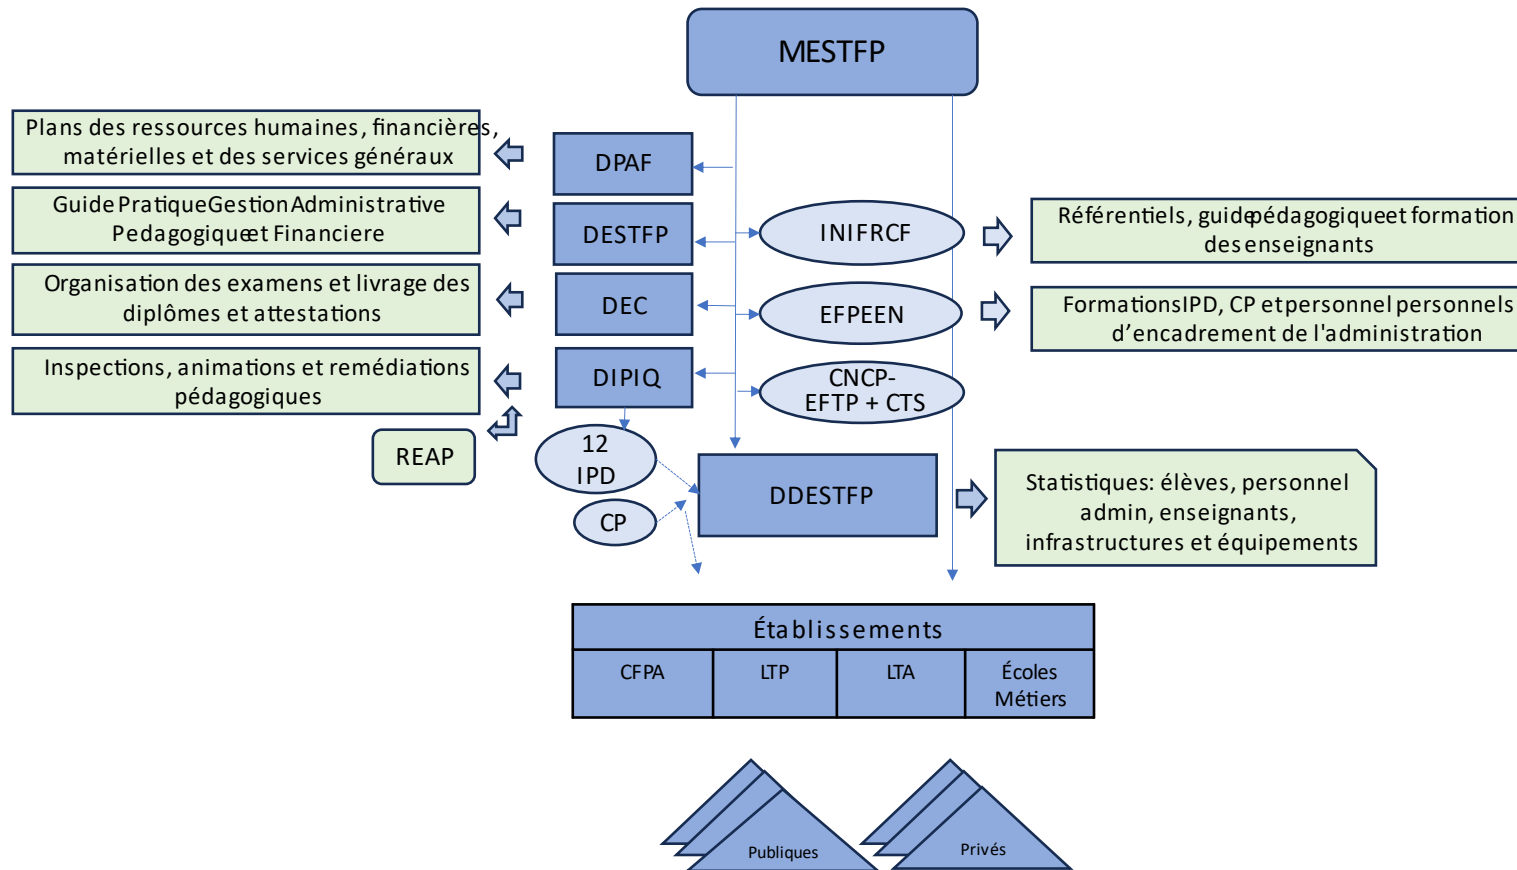 MESTFP
Plans des ressources humaines, financières,
matérielles et des services généraux
DPAF
Guide Pratique Gestion Administrative
Pedagogique et Financiere
DESTFP
INIFRCF
Référentiels, guide pédagogique et formation
des enseignants
Organisation des examens et livrage des
diplômes et attestations
DEC
EFPEEN
Formations IPD, CP et personnel personnels
d’encadrement de l'administration
Inspections, animations et remédiations
pédagogiques
DIPIQ
CNCP-
EFTP + CTS
REAP
12
IPD
CP
DDESTFP
Statistiques: élèves, personnel
admin, enseignants,
infrastructures et équipements
Établissements
CFPA
LTP
LTA
Écoles
Métiers
Publiques
Privés